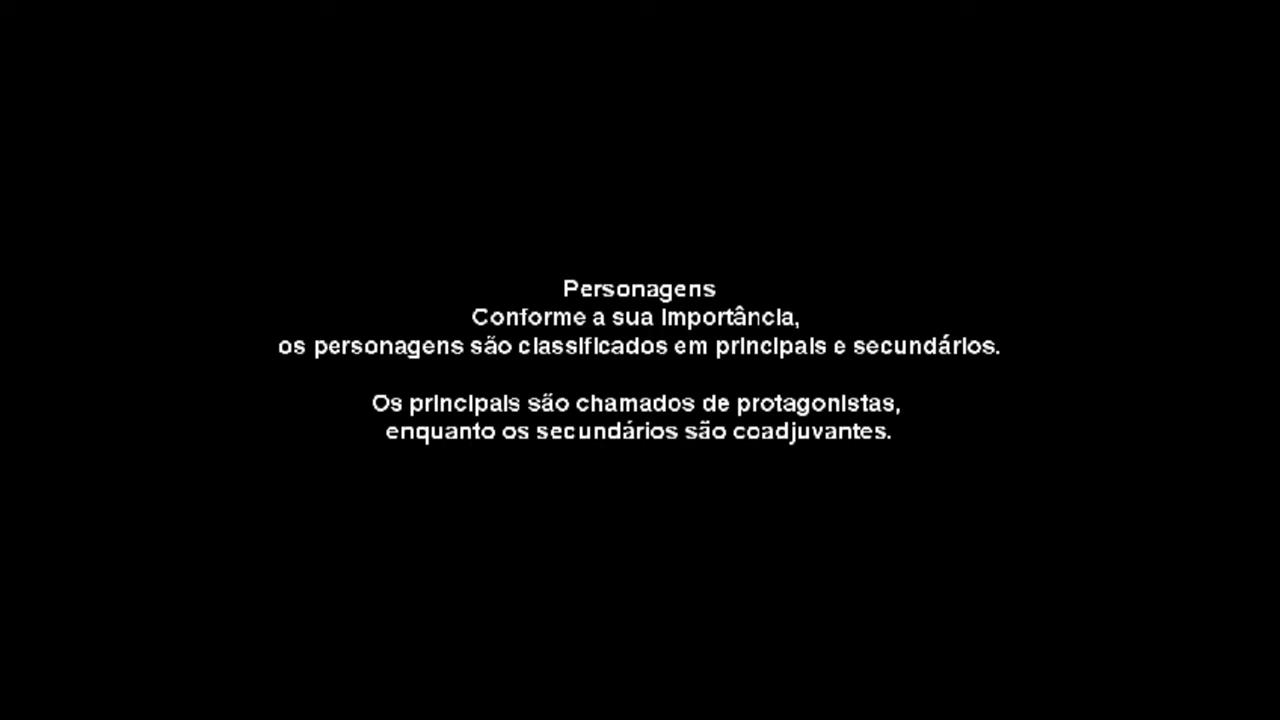 Personagens
Conforme a sua importância,
os personagens são classificados em principais e secundários.
Os principais são chamados de protagonistas,
enquanto os secundários são coadjuvantes.